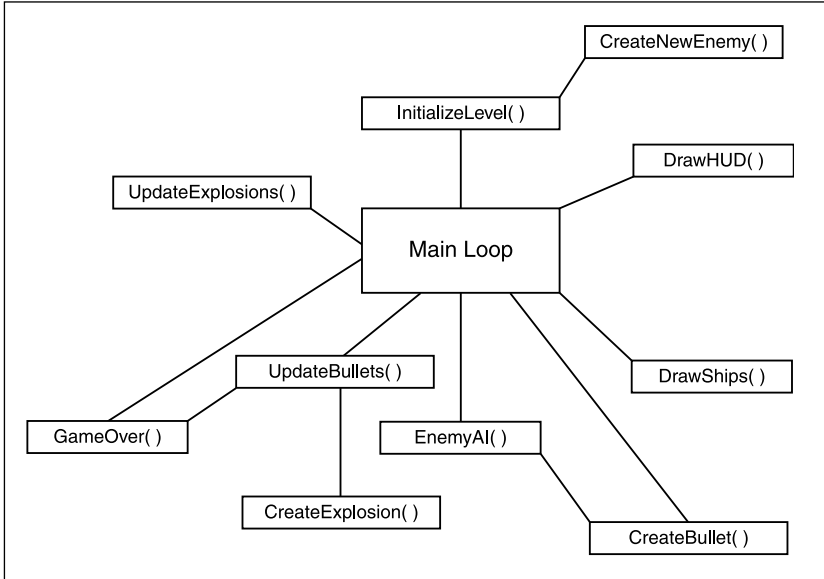 CreateNewEnemy( )
InitializeLevel( )
DrawHUD( )
UpdateExplosions( )
Main Loop
UpdateBullets( )
DrawShips( )
GameOver( )
EnemyAI( )
CreateExplosion( )
CreateBullet( )